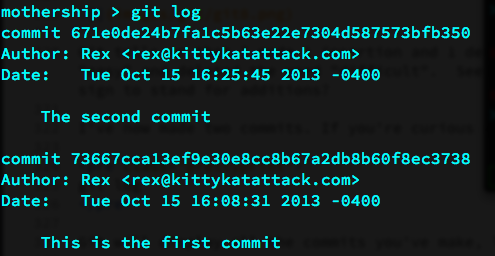 mothership > git log
commit 671e0de24b7fa1c5b63e22e7304d587573bfb350
Author: Rex <rex@kittykatattack.com>
Date:   Tue Oct 15 16:25:45 2013 -0400
The second commit
commit 73667cca13ef9e30e8cc8b67a2db8b60f8ec3738
Author: Rex <rex@kittykatattack.com>
Date:   Tue Oct 15 16:08:31 2013 -0400
This is the first commit